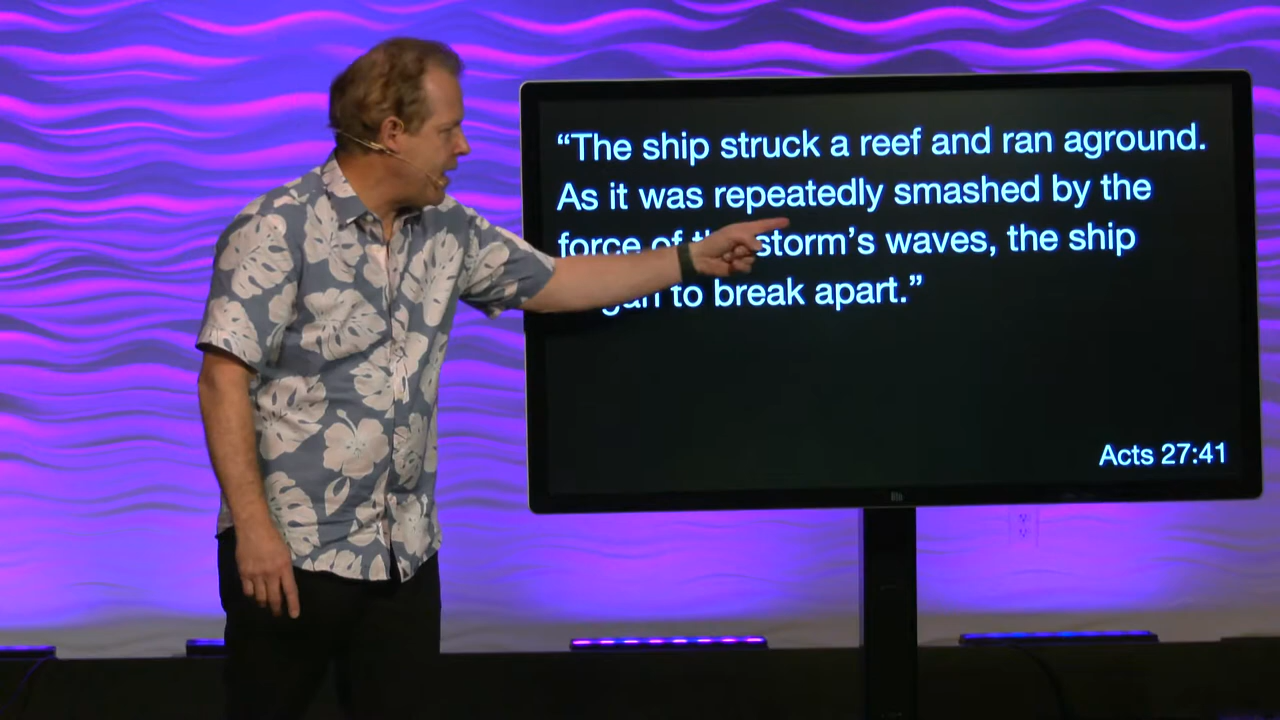 “The ship struck a reef and ran aground.
As it was repeatedly smashed by the
force of storm’s waves, the ship
to break apart.”
Acts 27:41
elo